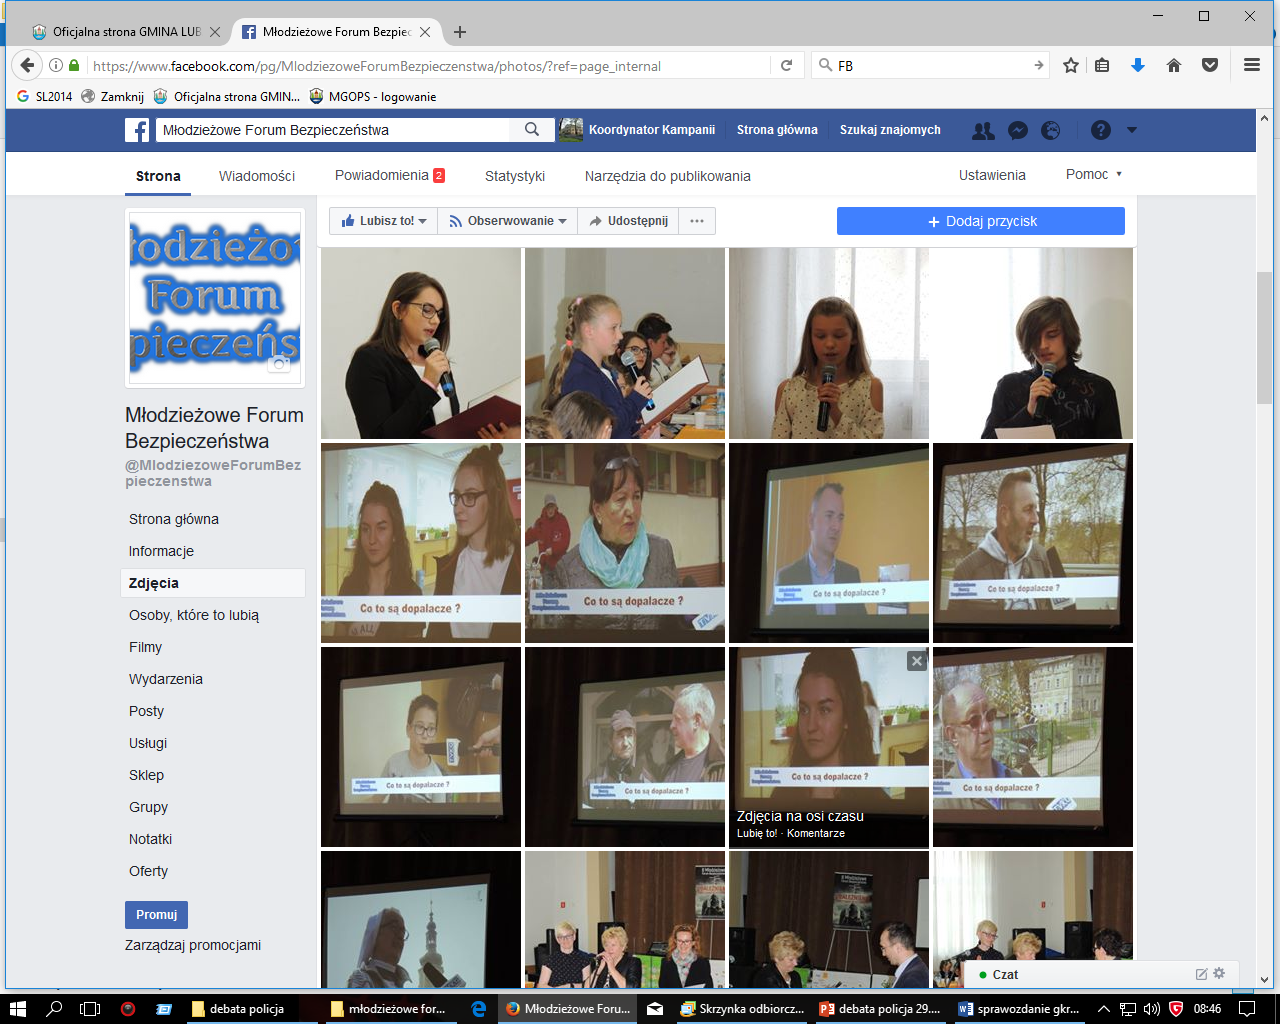 Oficjalna strona GMINA LUB
Młodzieżowe Forum Bezpiec
https://www.facebook.com/pg/MlodziezoweForumBezpieczenstwa/photos/?ref=page_internal
FB
SL2014
Zamknij
Oficjalna strona GMIN...
MGOPS - logowanie
Młodzieżowe Forum Bezpieczeństwa
Koordynator Kampanii
Strona główna
Szukaj znajomych
Strona
Wiadomości
Powiadomienia 2
Statystyki
Narzędzia do publikowania
Ustawienia
Pomoc
Lubisz to!
Obserwowanie
Udostępnij
+ Dodaj przycisk
łodzieżo
Forum
pieczeńs
Młodzieżowe Forum
Bezpieczeństwa
@MlodziezoweForumBez
pieczenstwa
Strona główna
Informacje
Zdjęcia
Osoby, które to lubią
Filmy
Wydarzenia
Posty
Usługi
Sklep
Grupy
Notatki
Oferty
Promuj
Zarządzaj promocjami
Co to są dopalacze ?
Co to są dopalacze ?
Co to są dopalacze ?
Co to są dopalacze ?
Co to są dopalacze ?
Co to są dopalacze ?
Co to są dopalacze ?
Co to są dopalacze ?
Zdjęcia na osi czasu
Lubię to! · Komentarze
Czat
debata policja
młodzieżowe for...
Młodzieżowe Foru...
Skrzynka odbiorcz...
debata policja 29....
sprawozdanie gkr...
08:46